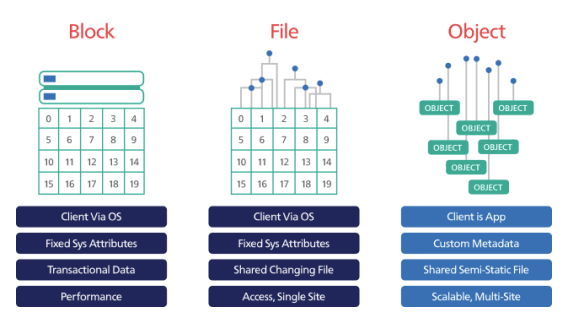 Block
File
Object
0 1 2 3 4
5 6 7 8 9
10 11 12 13 14
15 16 17 18 19
0 1 2 3 4
5 6 7 8 9
10 11 12 13 14
15 16 17 18 19
OBJECT
OBJECT
OBJECT
OBJECT
OBJECT
OBJECT
OBJECT
Client Via OS
Fixed Sys Attributes
Transactional Data
Performance
Client Via OS
Fixed Sys Attributes
Shared Changing File
Access, Single Site
Client is App
Custom Metadata
Shared Semi-Static File
Scalable, Multi-Site